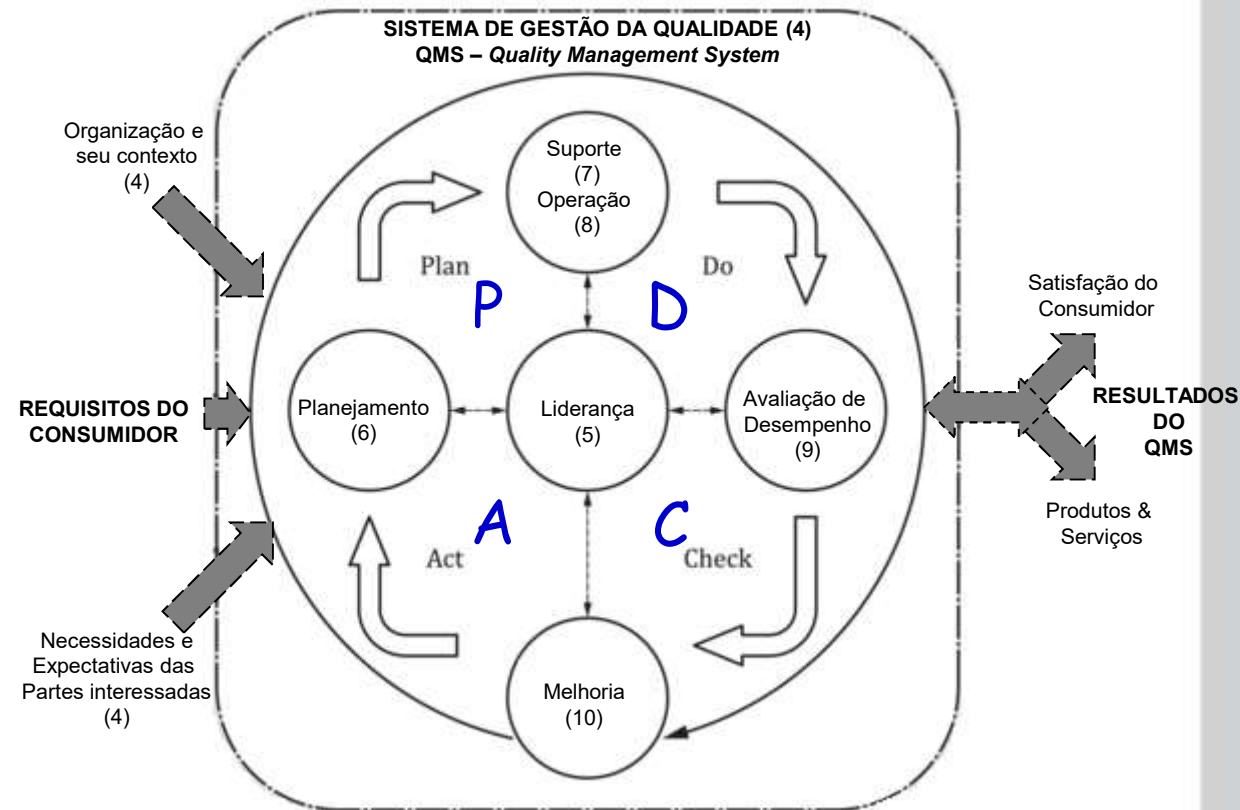 SISTEMA DE GESTÃO DA QUALIDADE (4)
QMS – Quality Management System
Organização e
seu contexto
(4)
Suporte
(7)
Operação
(8)
Plan
Do
P
D
Satisfação do
Consumidor
REQUISITOS DO
CONSUMIDOR
Planejamento
(6)
Liderança
(5)
Avaliação de
Desempenho
(9)
RESULTADOS
DO
QMS
A
C
Act
Check
Produtos &
Serviços
Necessidades e
Expectativas das
Partes interessadas
(4)
Melhoria
(10)